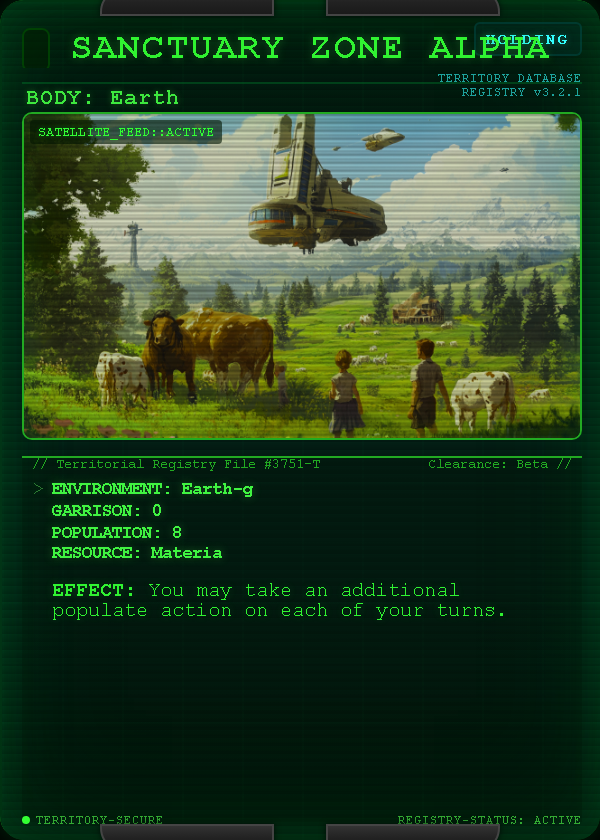 SANCTUARY ZONE ALPHA
HOLDING
TERRITORY DATABASE
REGISTRY v3.2.1
BODY: Earth
SATELLITE_FEED::ACTIVE
// Territorial Registry File #3751-T
Clearance: Beta //
> ENVIRONMENT: Earth-g
GARRISON: 0
POPULATION: 8
RESOURCE: Materia
EFFECT: You may take an additional
populate action on each of your turns.
TERRITORY-SECURE
REGISTRY-STATUS: ACTIVE